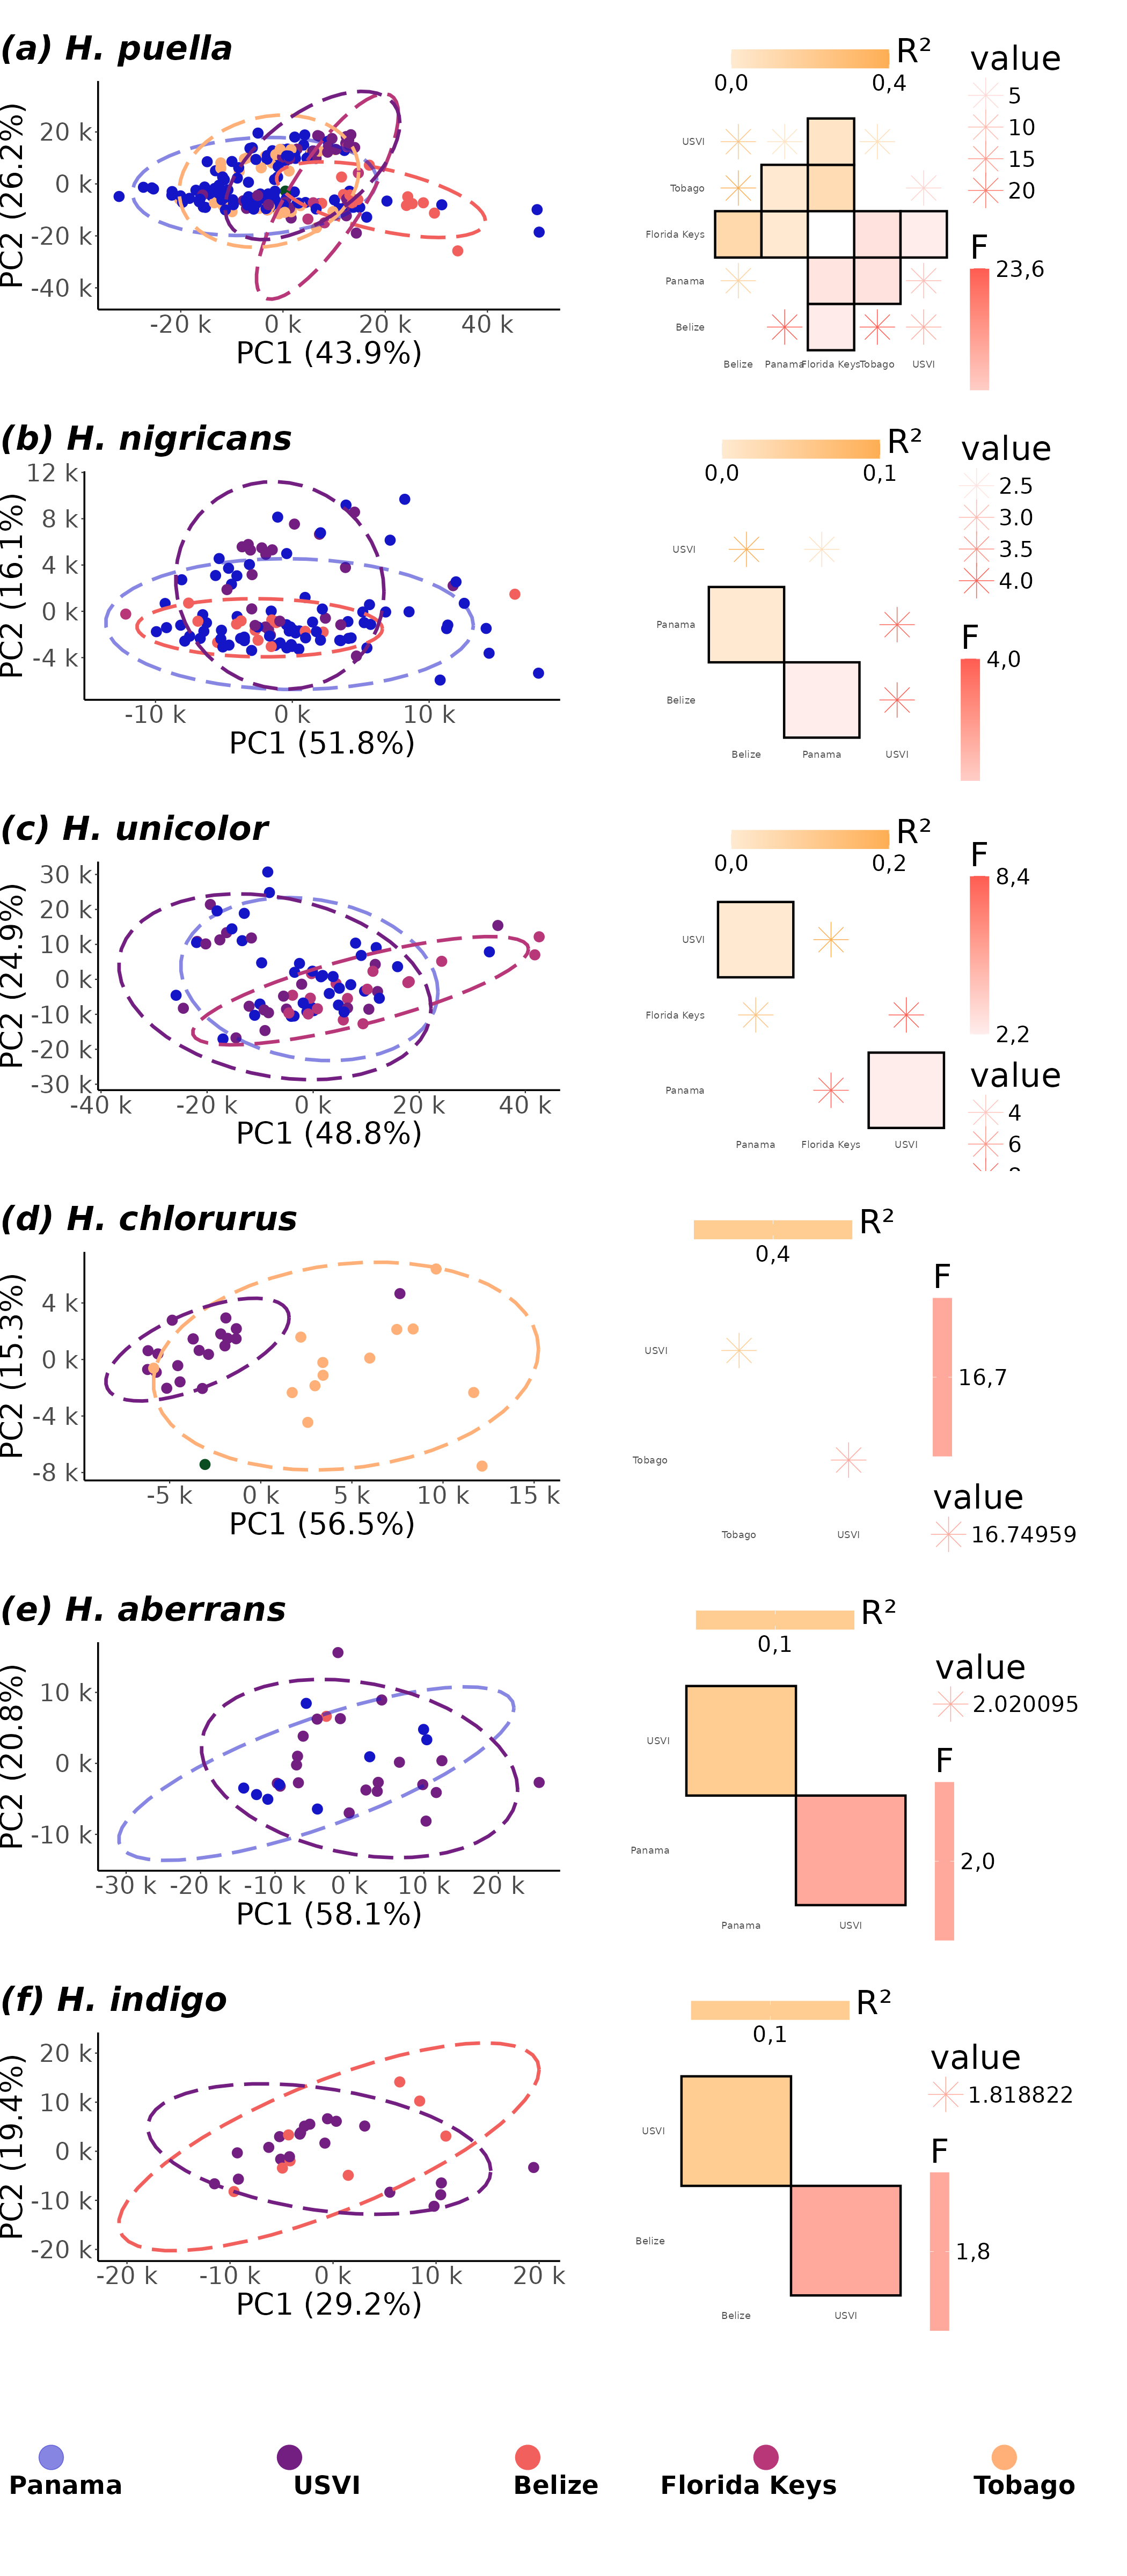 (a) H. puella
PC2 (26.2%)
20 k
0 k
-20 k
-40 k
-20 k 0 k 20 k 40 k
PC1 (43.9%)
R²
0,0 0,4
USVI
Tobago
Florida Keys
Panama
Belize
Belize Panama Florida Keys Tobago USVI
value
5
10
15
20
F
23,6
(b) H. nigricans
PC2 (16.1%)
12 k
8 k
4 k
0 k
-4 k
-10 k 0 k 10 k
PC1 (51.8%)
R²
0,0 0,1
USVI
Panama
Belize
Belize Panama USVI
value
2.5
3.0
3.5
4.0
F
4,0
(c) H. unicolor
PC2 (24.9%)
30 k
20 k
10 k
0 k
-10 k
-20 k
-30 k
-40 k -20 k 0 k 20 k 40 k
PC1 (48.8%)
R²
0,0 0,2
USVI
Florida Keys
Panama
Panama Florida Keys USVI
F
8,4
2,2
value
4
6
(d) H. chlorurus
PC2 (15.3%)
4 k
0 k
-4 k
-8 k
-5 k 0 k 5 k 10 k 15 k
PC1 (56.5%)
R²
0,4
USVI
Tobago
Tobago USVI
F
16,7
value
16.74959
(e) H. aberrans
PC2 (20.8%)
10 k
0 k
-10 k
-30 k -20 k -10 k 0 k 10 k 20 k
PC1 (58.1%)
R²
0,1
USVI
Panama
Panama USVI
value
2.020095
F
2,0
(f) H. indigo
PC2 (19.4%)
20 k
10 k
0 k
-10 k
-20 k
-20 k -10 k 0 k 10 k 20 k
PC1 (29.2%)
R²
0,1
USVI
Belize
Belize USVI
value
1.818822
F
1,8
Panama USVI Belize Florida Keys Tobago